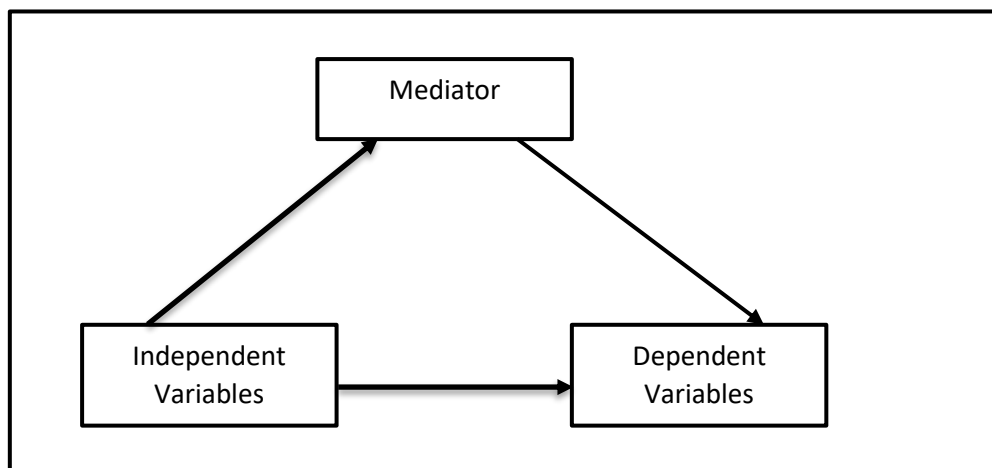 Mediator
Independent
Variables
Dependent
Variables